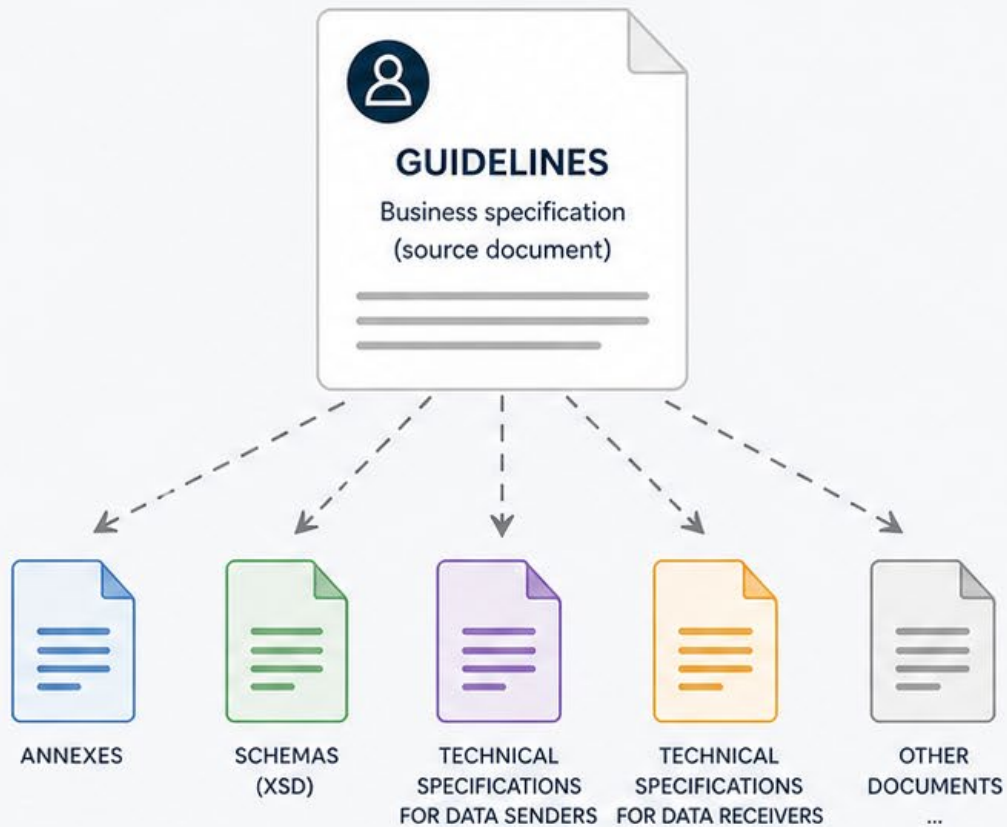 GUIDELINES
Business specification
(source document)
ANNEXES
SCHEMAS
(XSD)
TECHNICAL
SPECIFICATIONS
FOR DATA SENDERS
TECHNICAL
SPECIFICATIONS
FOR DATA RECEIVERS
OTHER
DOCUMENTS
...